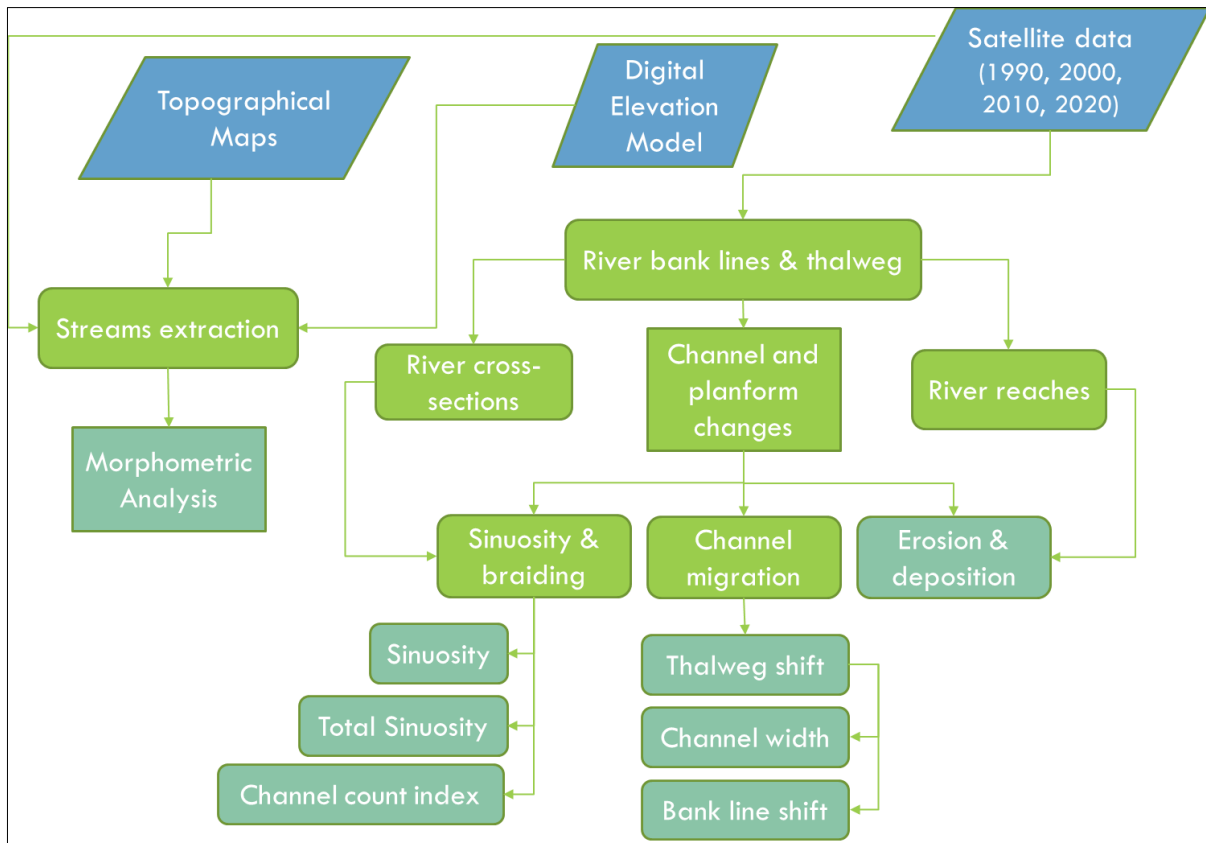 Topographical
Maps
Digital
Elevation
Model
Satellite data
(1990, 2000,
2010, 2020)
River bank lines & thalweg
Streams extraction
River cross-
sections
Channel and
planform
changes
River reaches
Morphometric
Analysis
Sinuosity &
braiding
Channel
migration
Erosion &
deposition
Sinuosity
Total Sinuosity
Channel count index
Thalweg shift
Channel width
Bank line shift